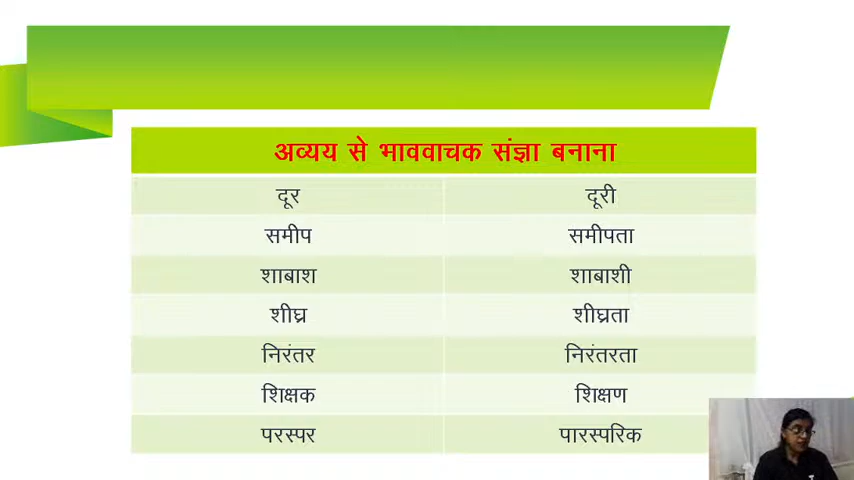 अव्यय से भाववाचक संज्ञा बनाना
दूर दूरी
समीप समीपता
शाबाश शाबाशी
शीघ्र शीघ्रता
निरंतर निरंतरता
शिक्षक शिक्षण
परस्पर पारस्परिक